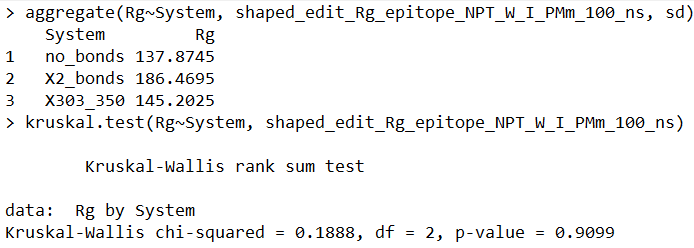 > aggregate(Rg~System, shaped_edit_Rg_epitope_NPT_W_I_PMm_100_ns, sd)
System Rg
1 no_bonds 137.8745
2 X2_bonds 186.4695
3 X303_350 145.2025
> kruskal.test(Rg~System, shaped_edit_Rg_epitope_NPT_W_I_PMm_100_ns)
Kruskal-Wallis rank sum test
data: Rg by System
Kruskal-Wallis chi-squared = 0.1888, df = 2, p-value = 0.9099